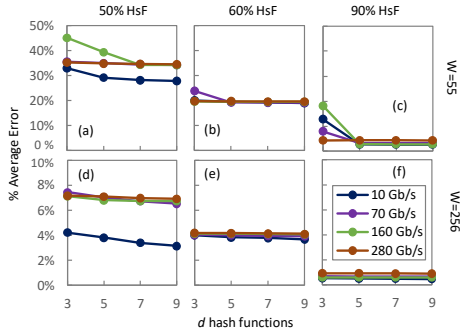 50% HsF 60% HsF 90% HsF
50%
40%
30%
20%
10%
0%
(a) (b) (c)
W=55
% Average Error
10%
8%
6%
4%
2%
0%
(d) (e) (f)
10 Gb/s
70 Gb/s
160 Gb/s
280 Gb/s
W=256
3 5 7 9 3 5 7 9 3 5 7 9
d hash functions